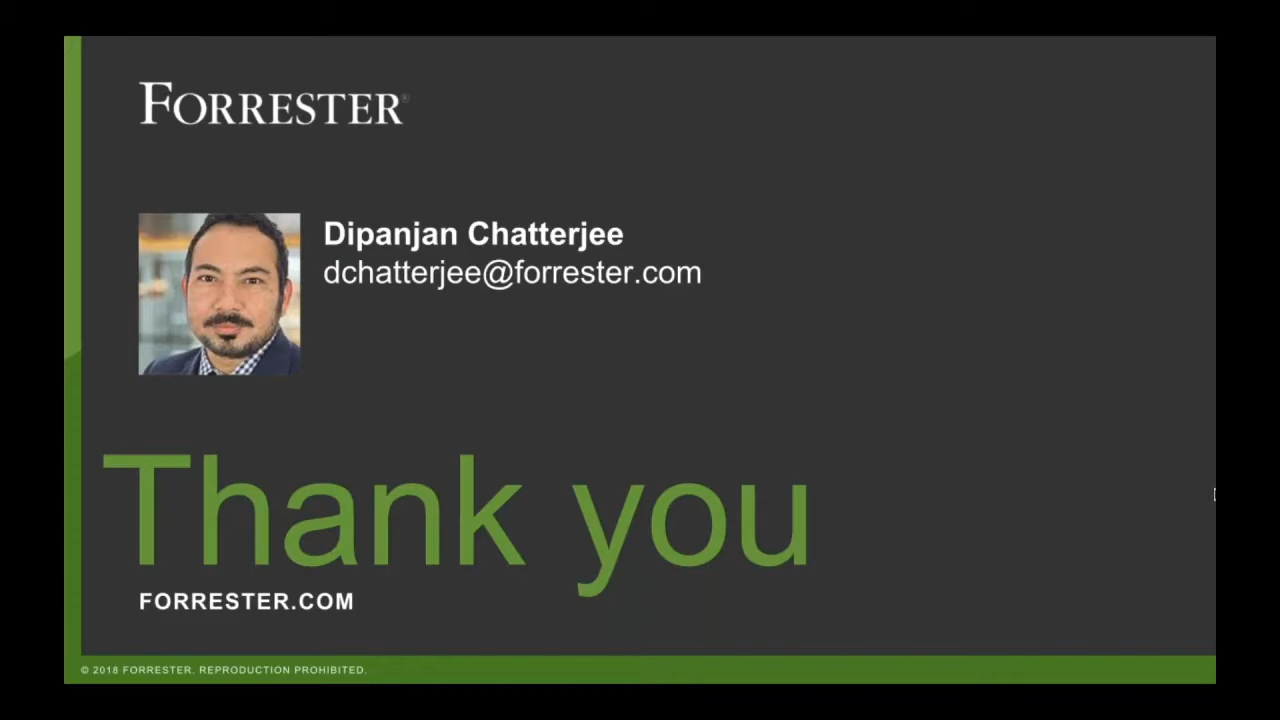 FORRESTER®
Dipanjan Chatterjee
dchatterjee@forrester.com
Thank you
FORRESTER.COM
© 2018 FORRESTER. REPRODUCTION PROHIBITED.